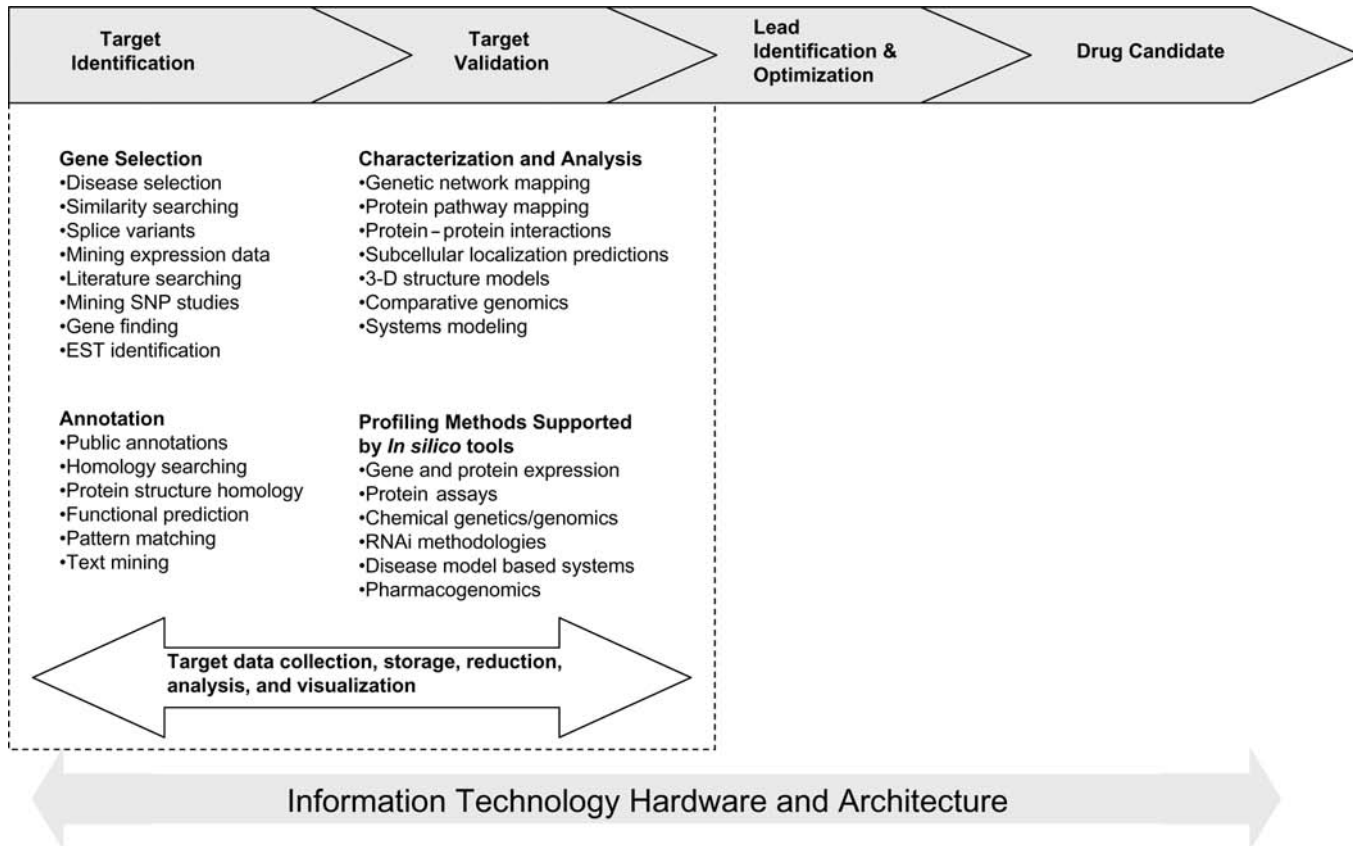 Target
Identification
Target
Validation
Lead
Identification &
Optimization
Drug Candidate
Gene Selection
•Disease selection
•Similarity searching
•Splice variants
•Mining expression data
•Literature searching
•Mining SNP studies
•Gene finding
•EST identification
Characterization and Analysis
•Genetic network mapping
•Protein pathway mapping
•Protein–protein interactions
•Subcellular localization predictions
•3-D structure models
•Comparative genomics
•Systems modeling
Annotation
•Public annotations
•Homology searching
•Protein structure homology
•Functional prediction
•Pattern matching
•Text mining
Profiling Methods Supported
by In silico tools
•Gene and protein expression
•Protein assays
•Chemical genetics/genomics
•RNAi methodologies
•Disease model based systems
•Pharmacogenomics
Target data collection, storage, reduction,
analysis, and visualization
Information Technology Hardware and Architecture